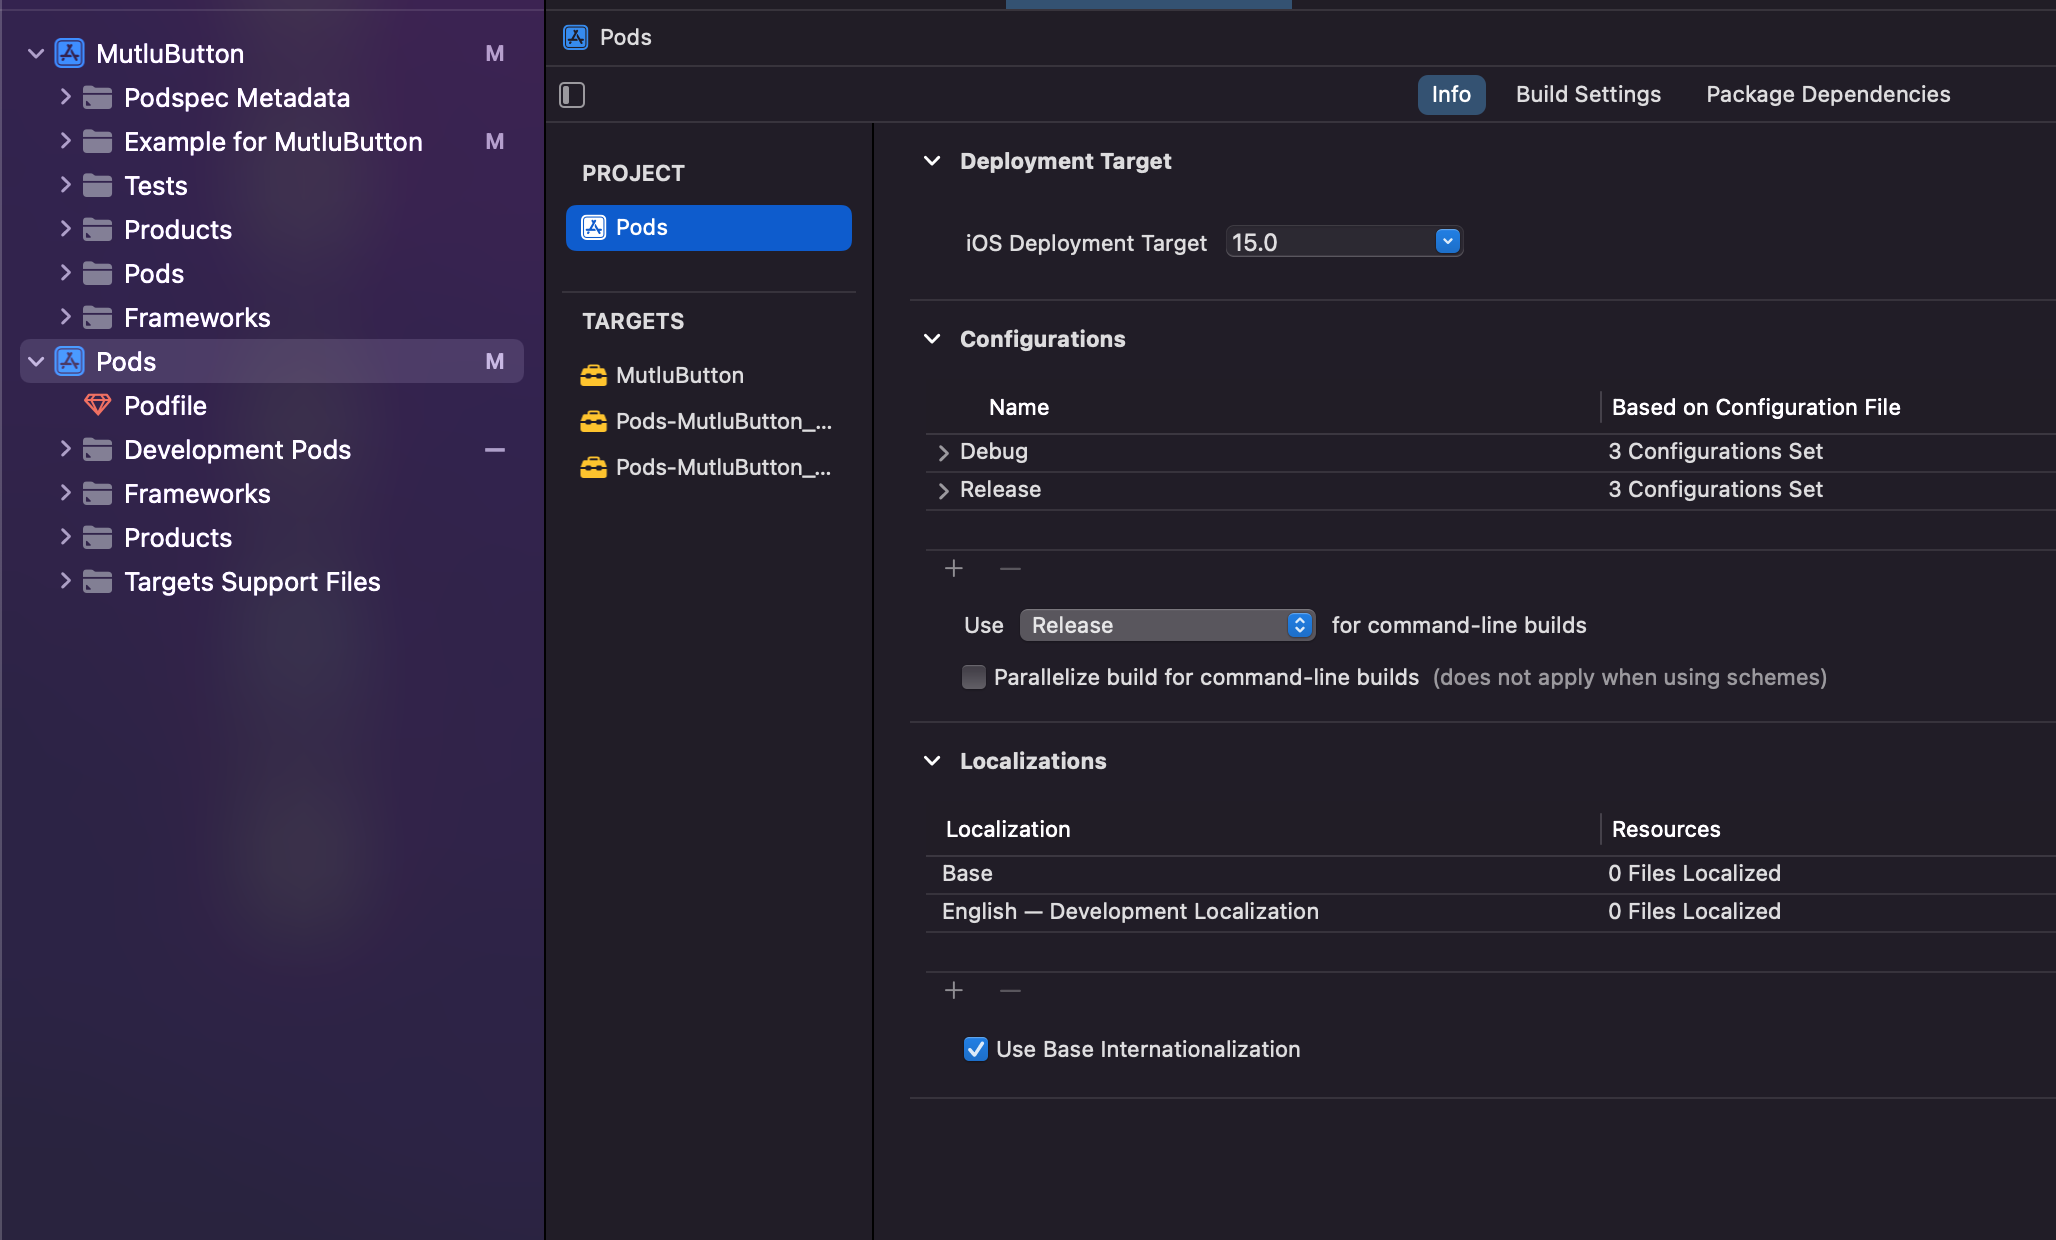 MutluButton M
Podspec Metadata
Example for MutluButton M
Tests
Products
Pods
Frameworks
Pods M
Podfile
Development Pods
Frameworks
Products
Targets Support Files
Pods
Info Build Settings Package Dependencies
PROJECT
Pods
TARGETS
MutluButton
Pods-MutluButton_...
Pods-MutluButton_...
Deployment Target
iOS Deployment Target 15.0
Configurations
Name Based on Configuration File
Debug 3 Configurations Set
Release 3 Configurations Set
Use Release for command-line builds
Parallelize build for command-line builds (does not apply when using schemes)
Localizations
Localization Resources
Base 0 Files Localized
English — Development Localization 0 Files Localized
Use Base Internationalization